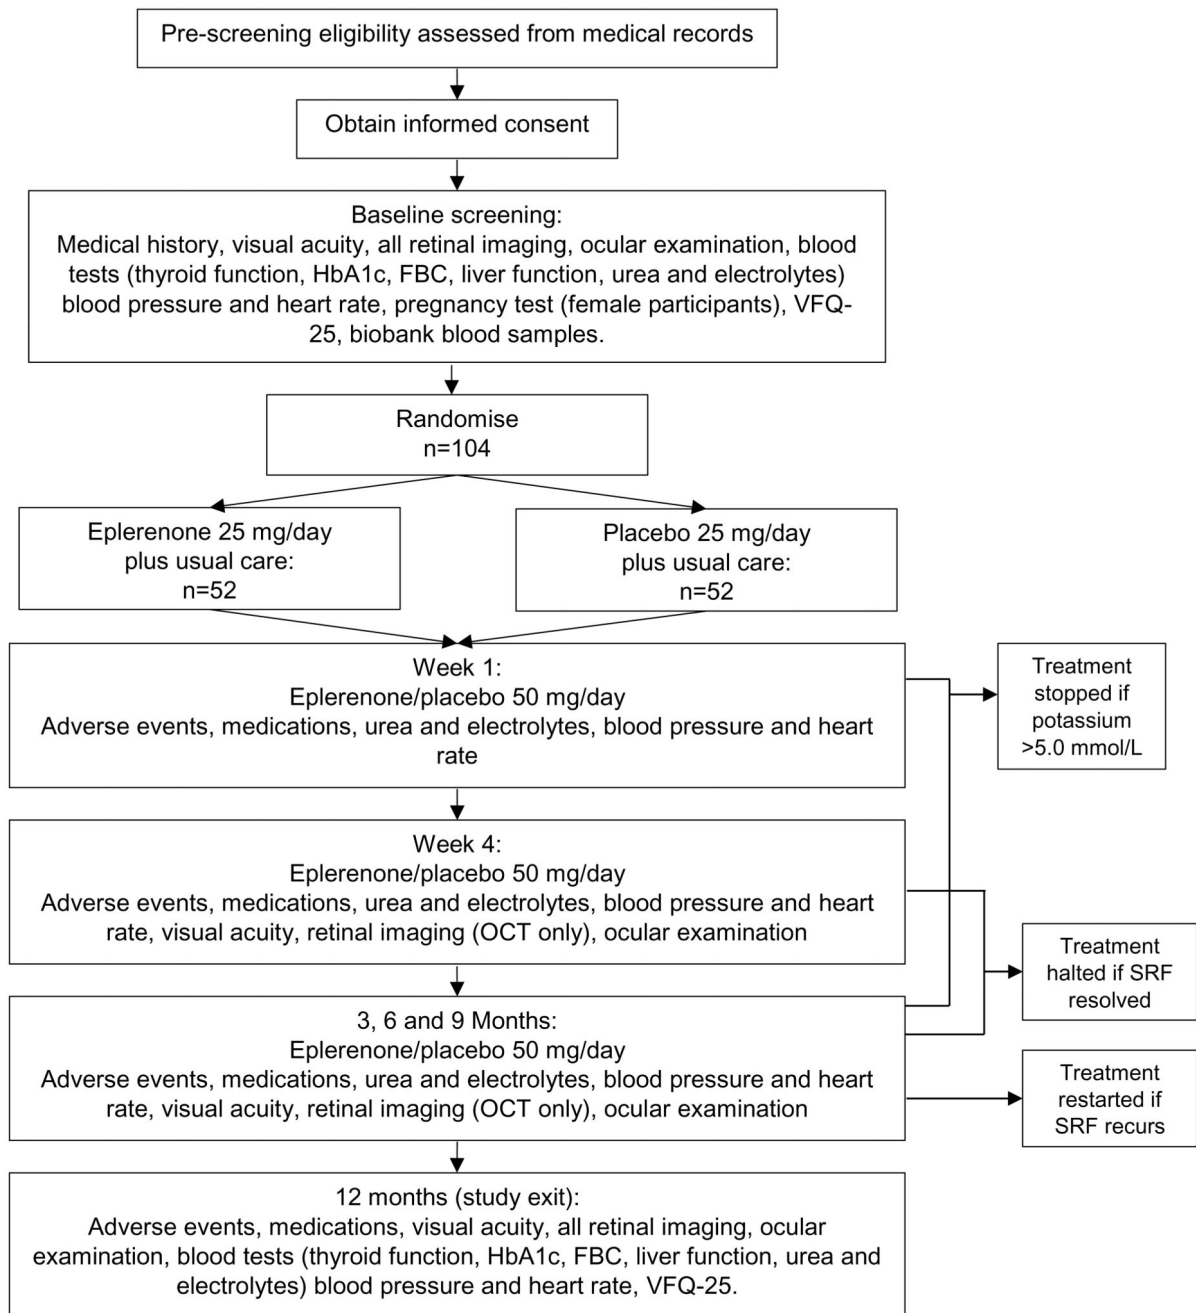 Pre-screening eligibility assessed from medical records
Obtain informed consent
Baseline screening:
Medical history, visual acuity, all retinal imaging, ocular examination, blood
tests (thyroid function, HbA1c, FBC, liver function, urea and electrolytes)
blood pressure and heart rate, pregnancy test (female participants), VFQ-
25, biobank blood samples.
Randomise
n=104
Eplerenone 25 mg/day
plus usual care:
n=52
Placebo 25 mg/day
plus usual care:
n=52
Week 1:
Eplerenone/placebo 50 mg/day
Adverse events, medications, urea and electrolytes, blood pressure and heart
rate
Treatment
stopped if
potassium
>5.0 mmol/L
Week 4:
Eplerenone/placebo 50 mg/day
Adverse events, medications, urea and electrolytes, blood pressure and heart
rate, visual acuity, retinal imaging (OCT only), ocular examination
Treatment
halted if SRF
resolved
3, 6 and 9 Months:
Eplerenone/placebo 50 mg/day
Adverse events, medications, urea and electrolytes, blood pressure and heart
rate, visual acuity, retinal imaging (OCT only), ocular examination
Treatment
restarted if
SRF recurs
12 months (study exit):
Adverse events, medications, visual acuity, all retinal imaging, ocular
examination, blood tests (thyroid function, HbA1c, FBC, liver function, urea and
electrolytes) blood pressure and heart rate, VFQ-25.